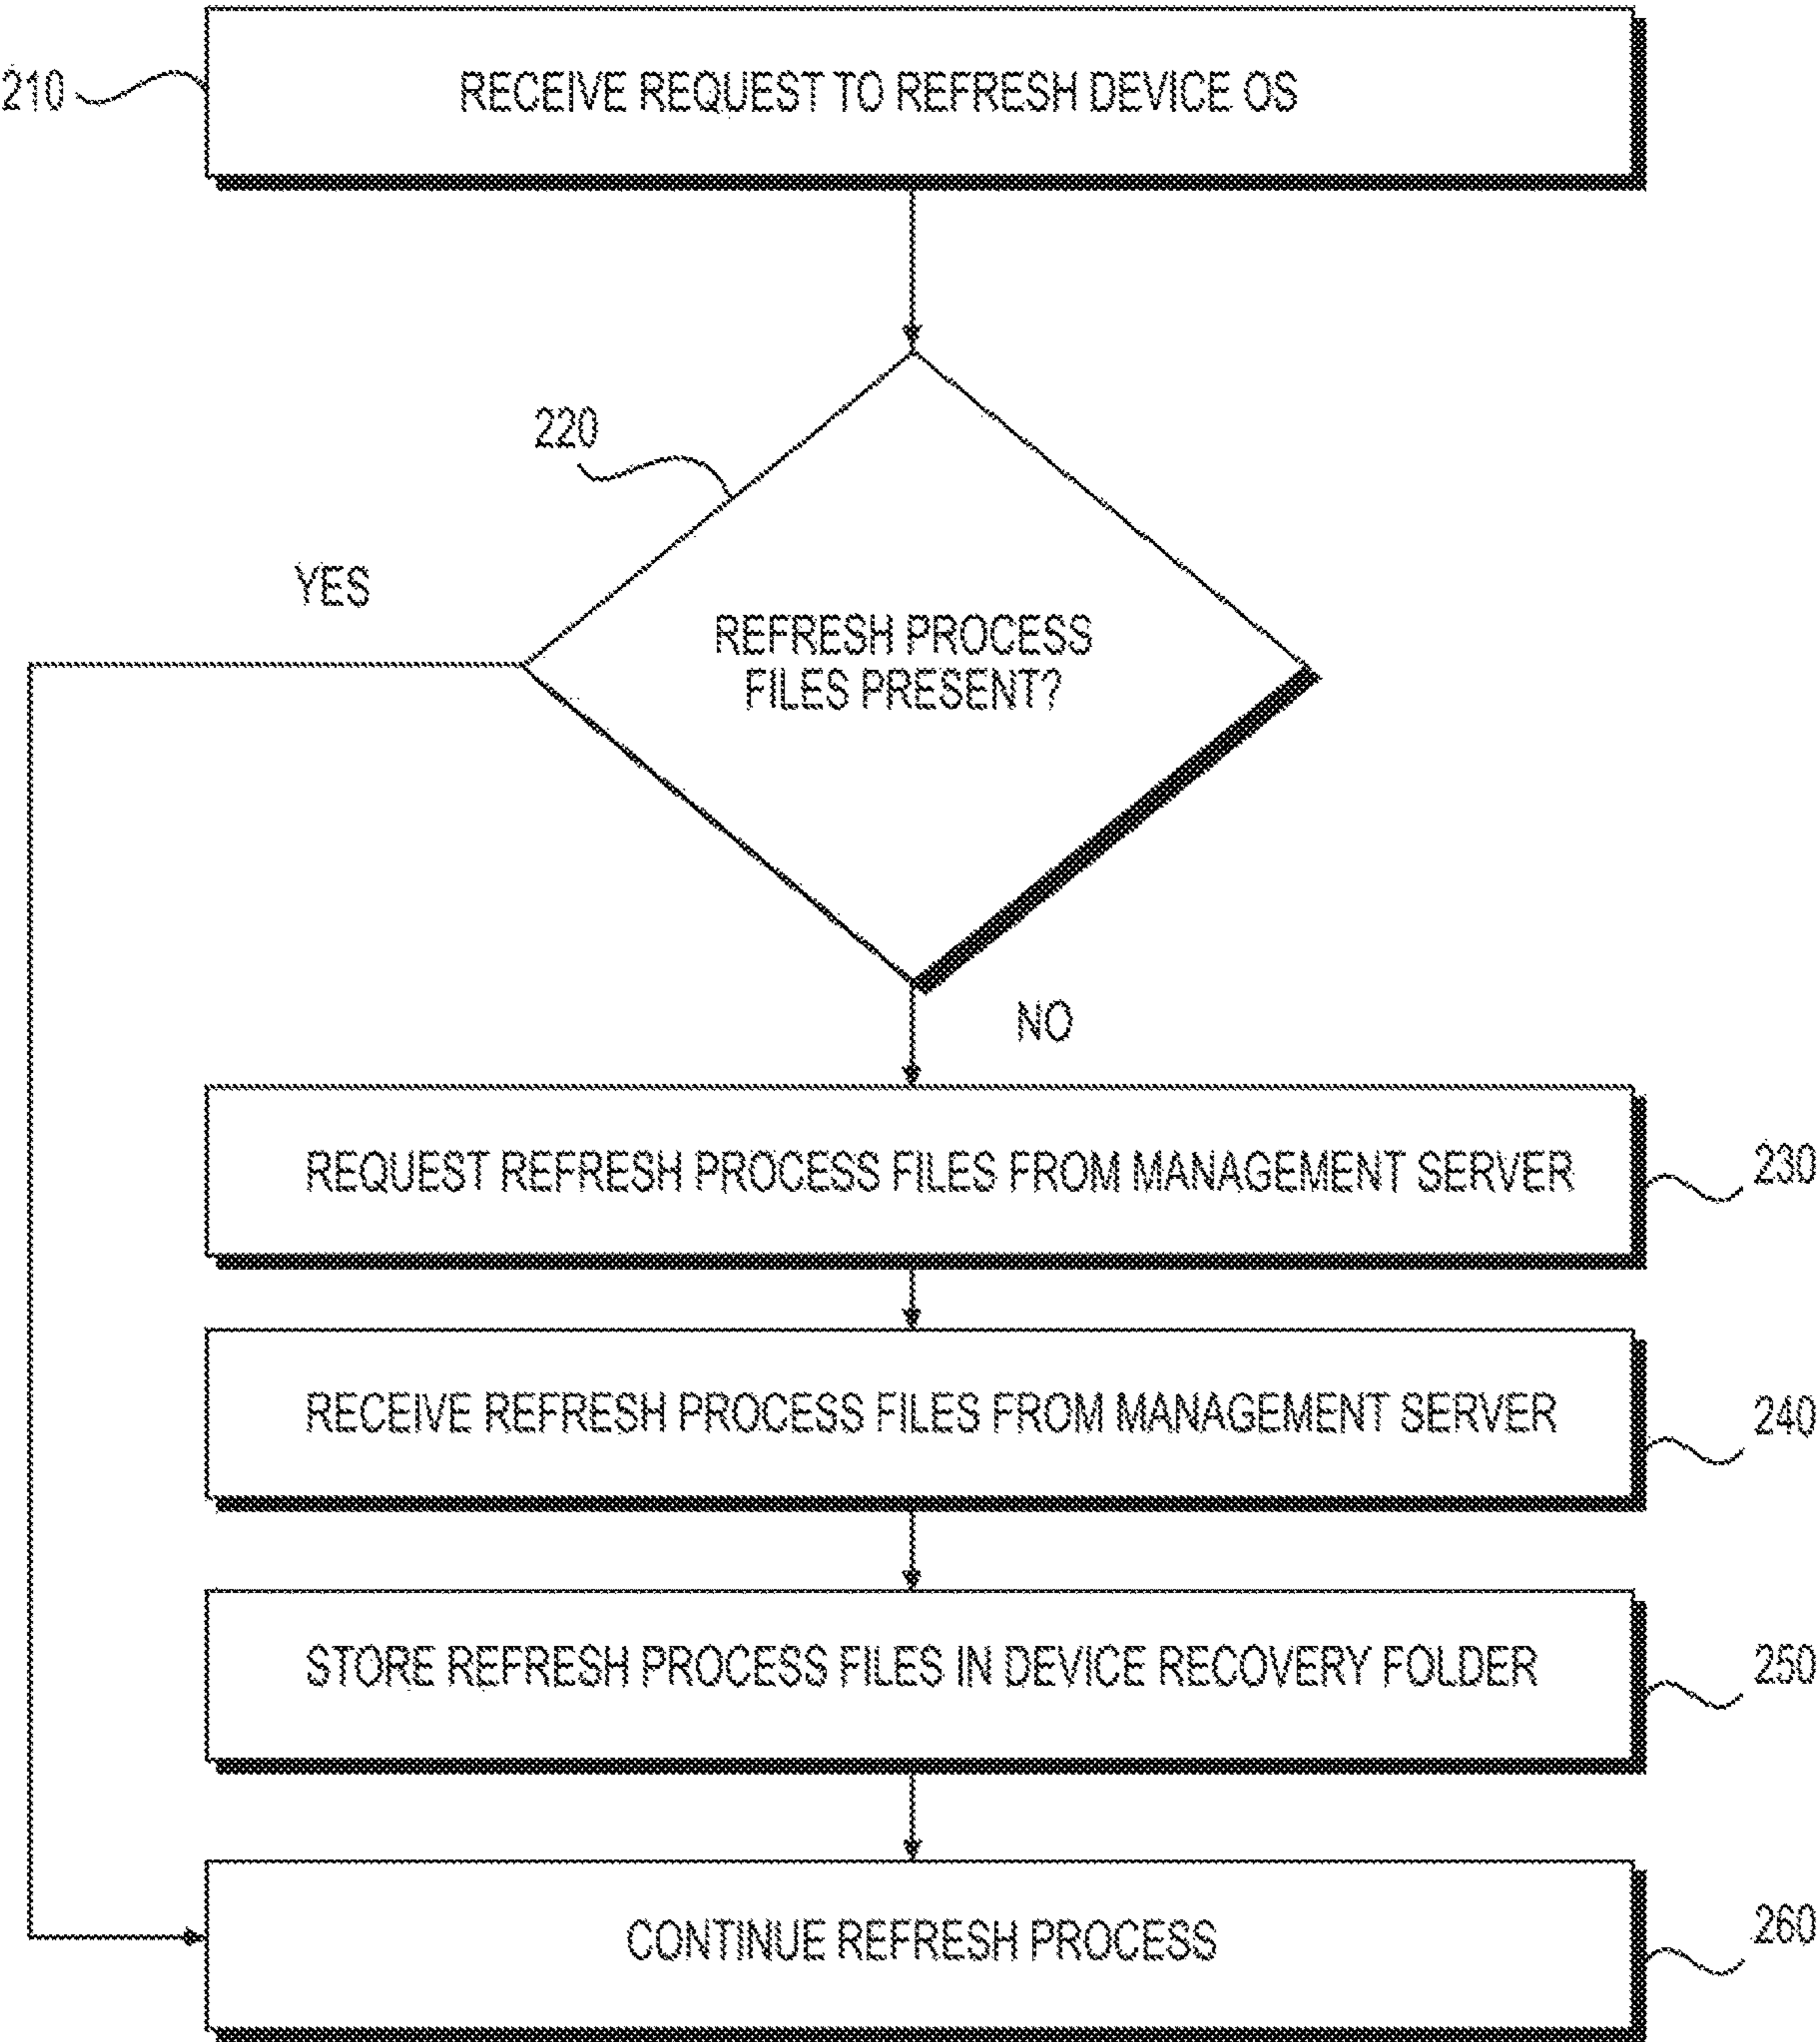 210
RECEIVE REQUEST TO REFRESH DEVICE OS
220
YES
REFRESH PROCESS
FILES PRESENT?
NO
REQUEST REFRESH PROCESS FILES FROM MANAGEMENT SERVER
230
RECEIVE REFRESH PROCESS FILES FROM MANAGEMENT SERVER
240
STORE REFRESH PROCESS FILES IN DEVICE RECOVERY FOLDER
250
CONTINUE REFRESH PROCESS
260